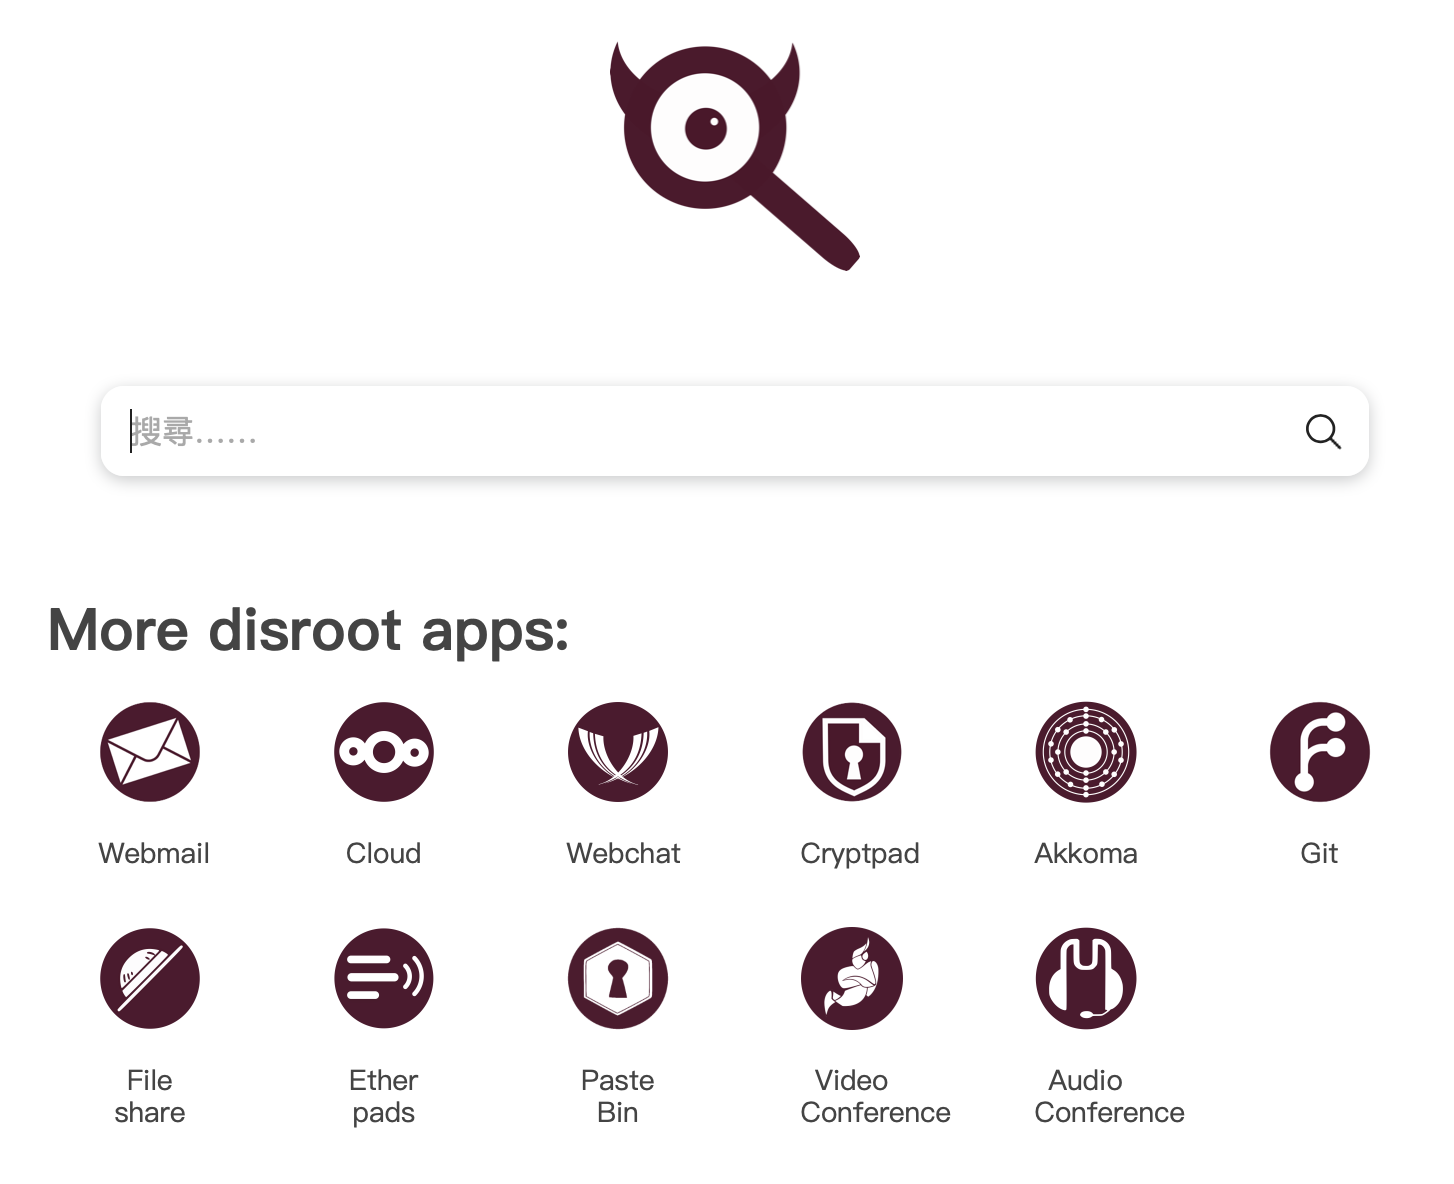 搜尋......
More disroot apps:
Webmail
Cloud
Webchat
Cryptpad
Akkoma
Git
File
share
Ether
pads
Paste
Bin
Video
Conference
Audio
Conference